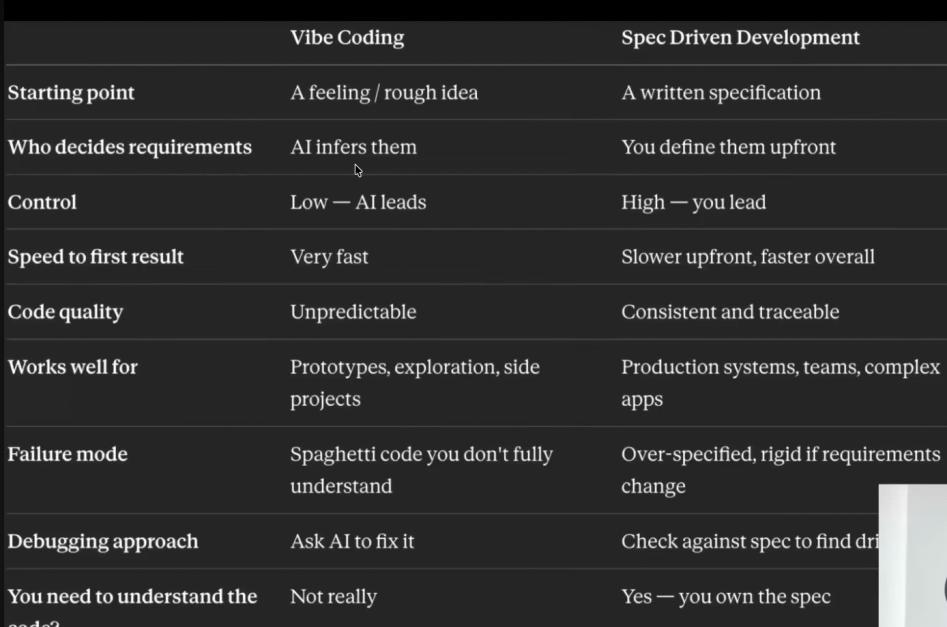 Vibe Coding Spec Driven Development
Starting point A feeling / rough idea A written specification
Who decides requirements AI infers them You define them upfront
Control Low — AI leads High — you lead
Speed to first result Very fast Slower upfront, faster overall
Code quality Unpredictable Consistent and traceable
Works well for Prototypes, exploration, side Production systems, teams, complex
projects apps
Failure mode Spaghetti code you don't fully Over-specified, rigid if requirements
understand change
Debugging approach Ask AI to fix it Check against spec to find
You need to understand the Not really Yes — you own the spec
code?